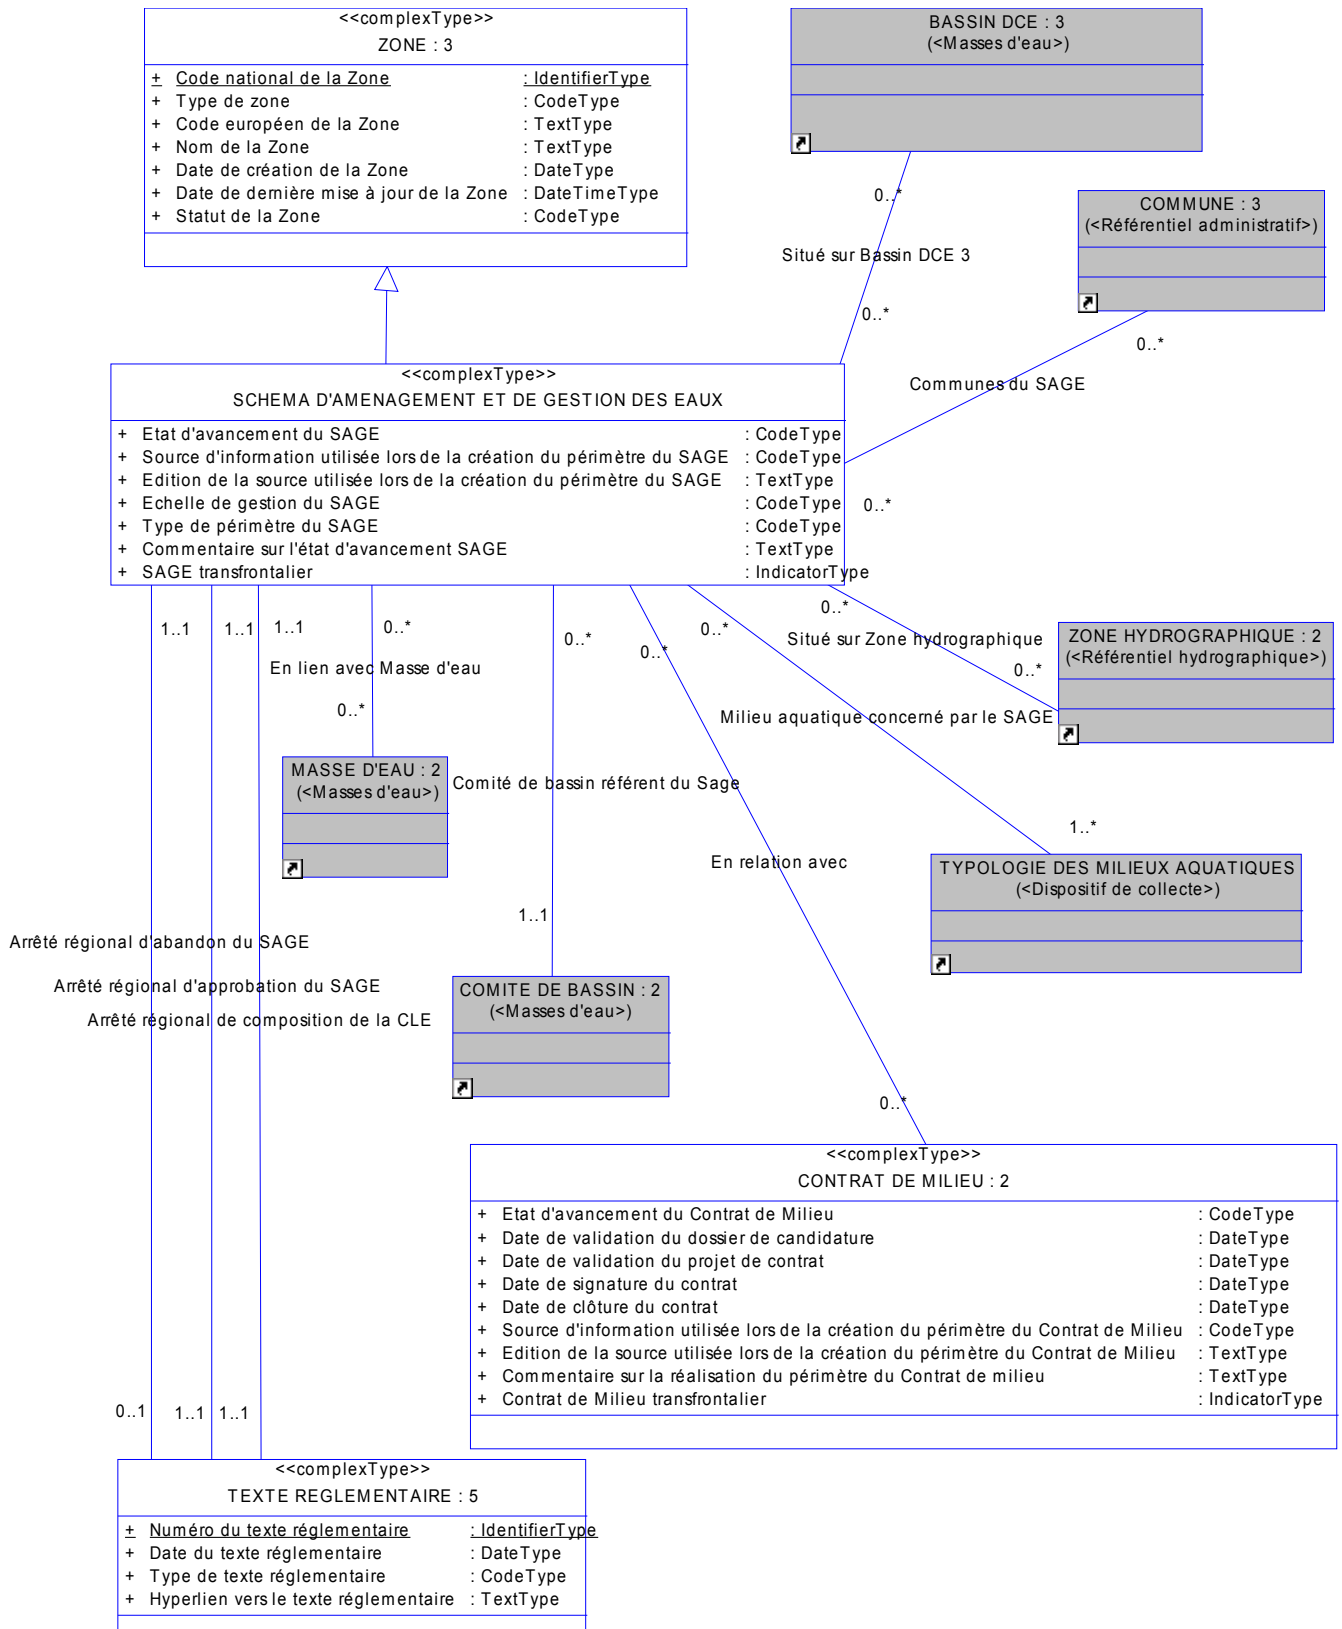 <<complexType>>
ZONE : 3
+ Code national de la Zone : IdentifierType
+ Type de zone : CodeType
+ Code européen de la Zone : TextType
+ Nom de la Zone : TextType
+ Date de création de la Zone : DateType
+ Date de dernière mise à jour de la Zone : DateTimeType
+ Statut de la Zone : CodeType
BASSIN DCE : 3
(<Masses d'eau>)
0..*
Situé sur Bassin DCE 3
0..*
COMMUNE : 3
(<Référentiel administratif>)
0..*
Communes du SAGE
0..*
<<complexType>>
SCHEMA D'AMENAGEMENT ET DE GESTION DES EAUX
+ Etat d'avancement du SAGE : CodeType
+ Source d'information utilisée lors de la création du périmètre du SAGE : CodeType
+ Edition de la source utilisée lors de la création du périmètre du SAGE : TextType
+ Echelle de gestion du SAGE : CodeType
+ Type de périmètre du SAGE : CodeType
+ Commentaire sur l'état d'avancement SAGE : TextType
+ SAGE transfrontalier : IndicatorType
1..1
1..1
1..1
0..*
0..*
0..*
0..*
0..*
En lien avec Masse d'eau
0..*
Situé sur Zone hydrographique
0..*
ZONE HYDROGRAPHIQUE : 2
(<Référentiel hydrographique>)
Milieu aquatique concerné par le SAGE
MASSE D'EAU : 2
(<Masses d'eau>)
Comité de bassin référent du Sage
1..*
En relation avec
TYPOLOGIE DES MILIEUX AQUATIQUES
(<Dispositif de collecte>)
1..1
Arrêté régional d'abandon du SAGE
Arrêté régional d'approbation du SAGE
Arrêté régional de composition de la CLE
COMITE DE BASSIN : 2
(<Masses d'eau>)
0..*
<<complexType>>
CONTRAT DE MILIEU : 2
+ Etat d'avancement du Contrat de Milieu : CodeType
+ Date de validation du dossier de candidature : DateType
+ Date de validation du projet de contrat : DateType
+ Date de signature du contrat : DateType
+ Date de clôture du contrat : DateType
+ Source d'information utilisée lors de la création du périmètre du Contrat de Milieu : CodeType
+ Edition de la source utilisée lors de la création du périmètre du Contrat de Milieu : TextType
+ Commentaire sur la réalisation du périmètre du Contrat de milieu : TextType
+ Contrat de Milieu transfrontalier : IndicatorType
0..1
1..1
1..1
<<complexType>>
TEXTE REGLEMENTAIRE : 5
+ Numéro du texte réglementaire : IdentifierType
+ Date du texte réglementaire : DateType
+ Type de texte réglementaire : CodeType
+ Hyperlien vers le texte réglementaire : TextType